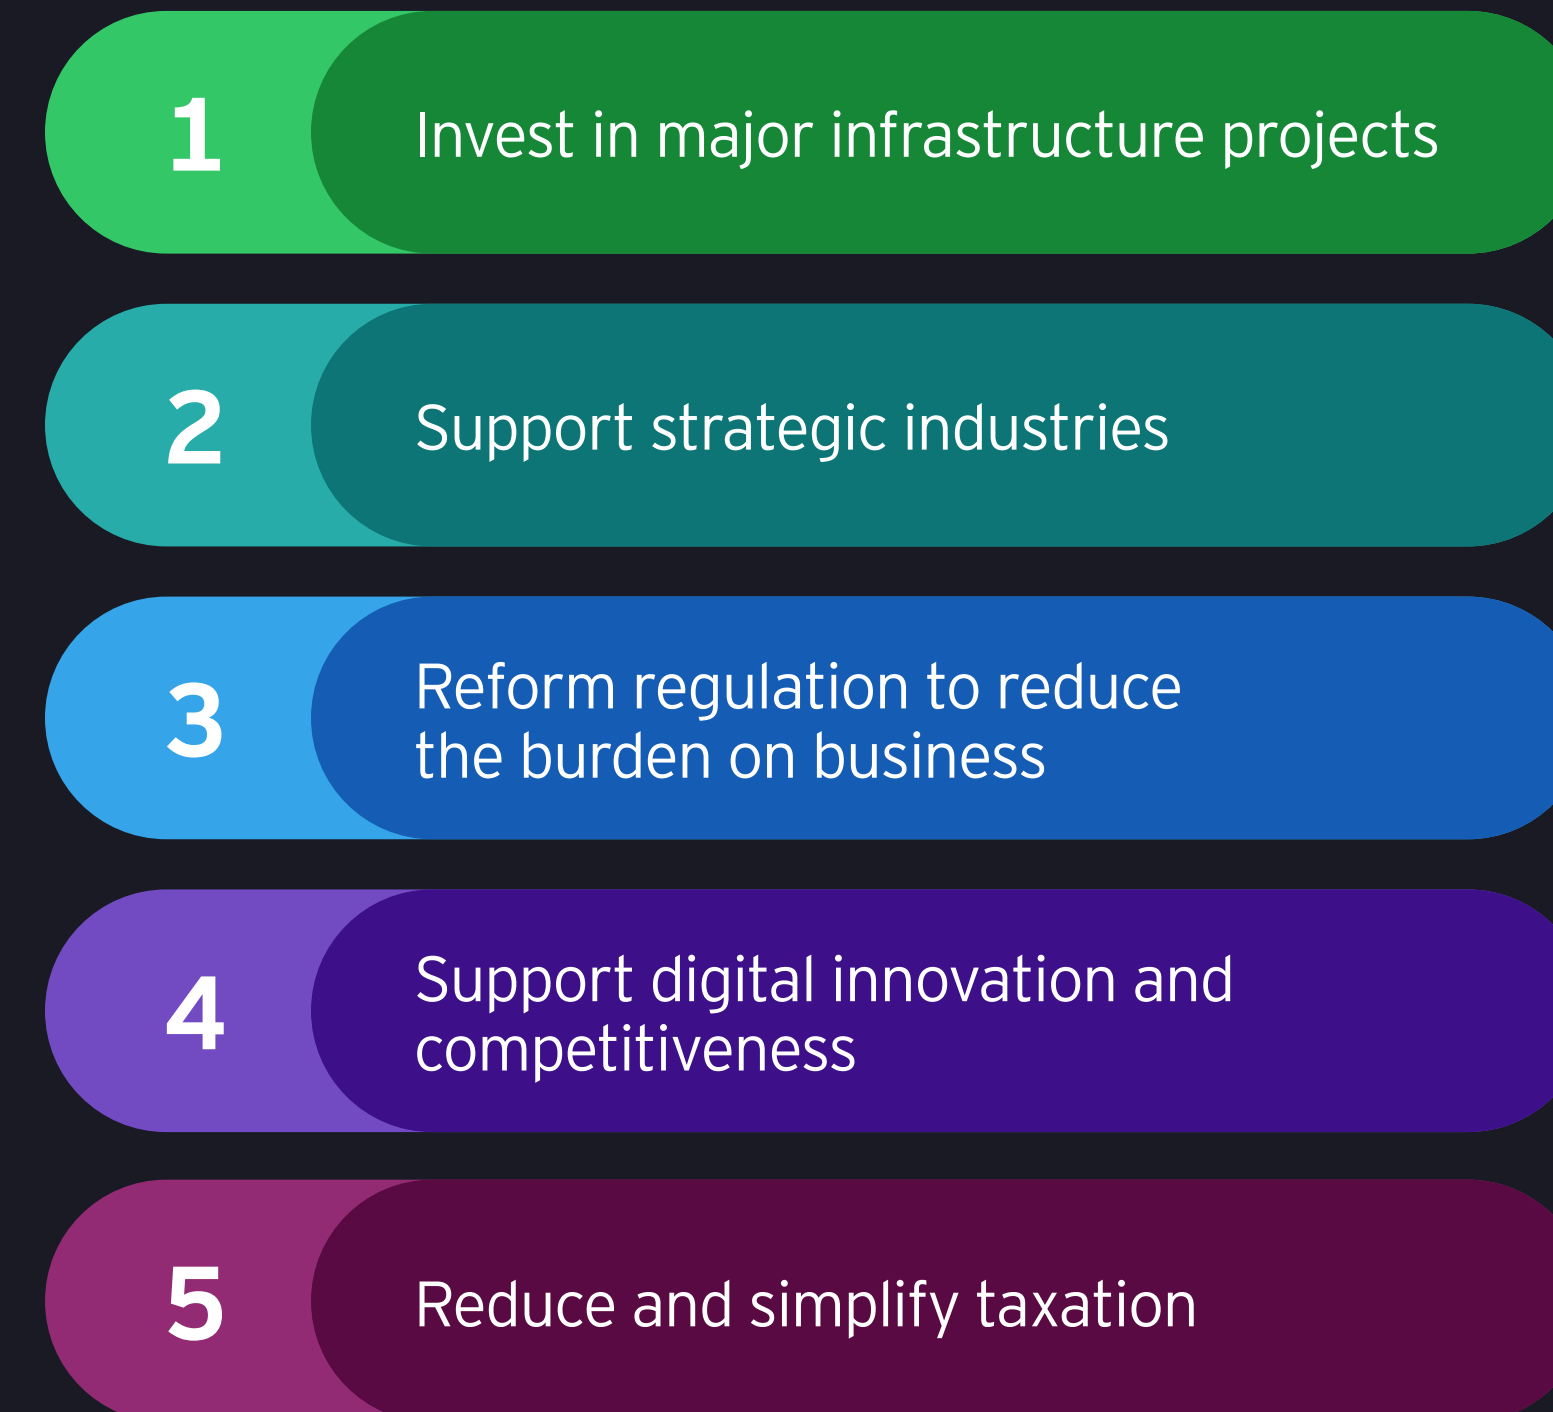 1
Invest in major infrastructure projects
2
Support strategic industries
3
Reform regulation to reduce
the burden on business
4
Support digital innovation and
competitiveness
5
Reduce and simplify taxation